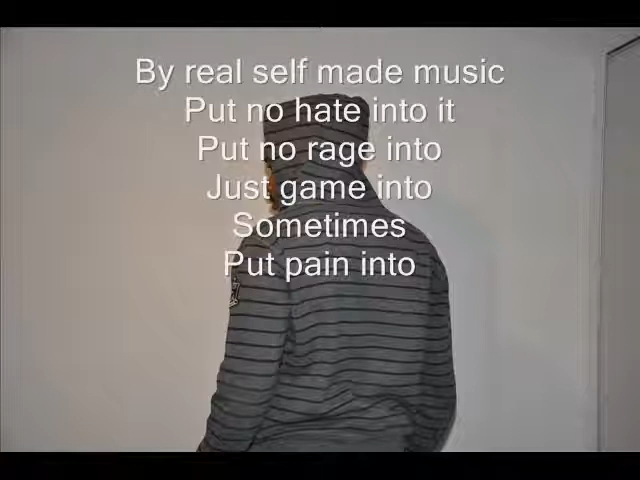 By real self made music
Put no hate into it
Put no rage into
Just game into
Sometimes
Put pain into